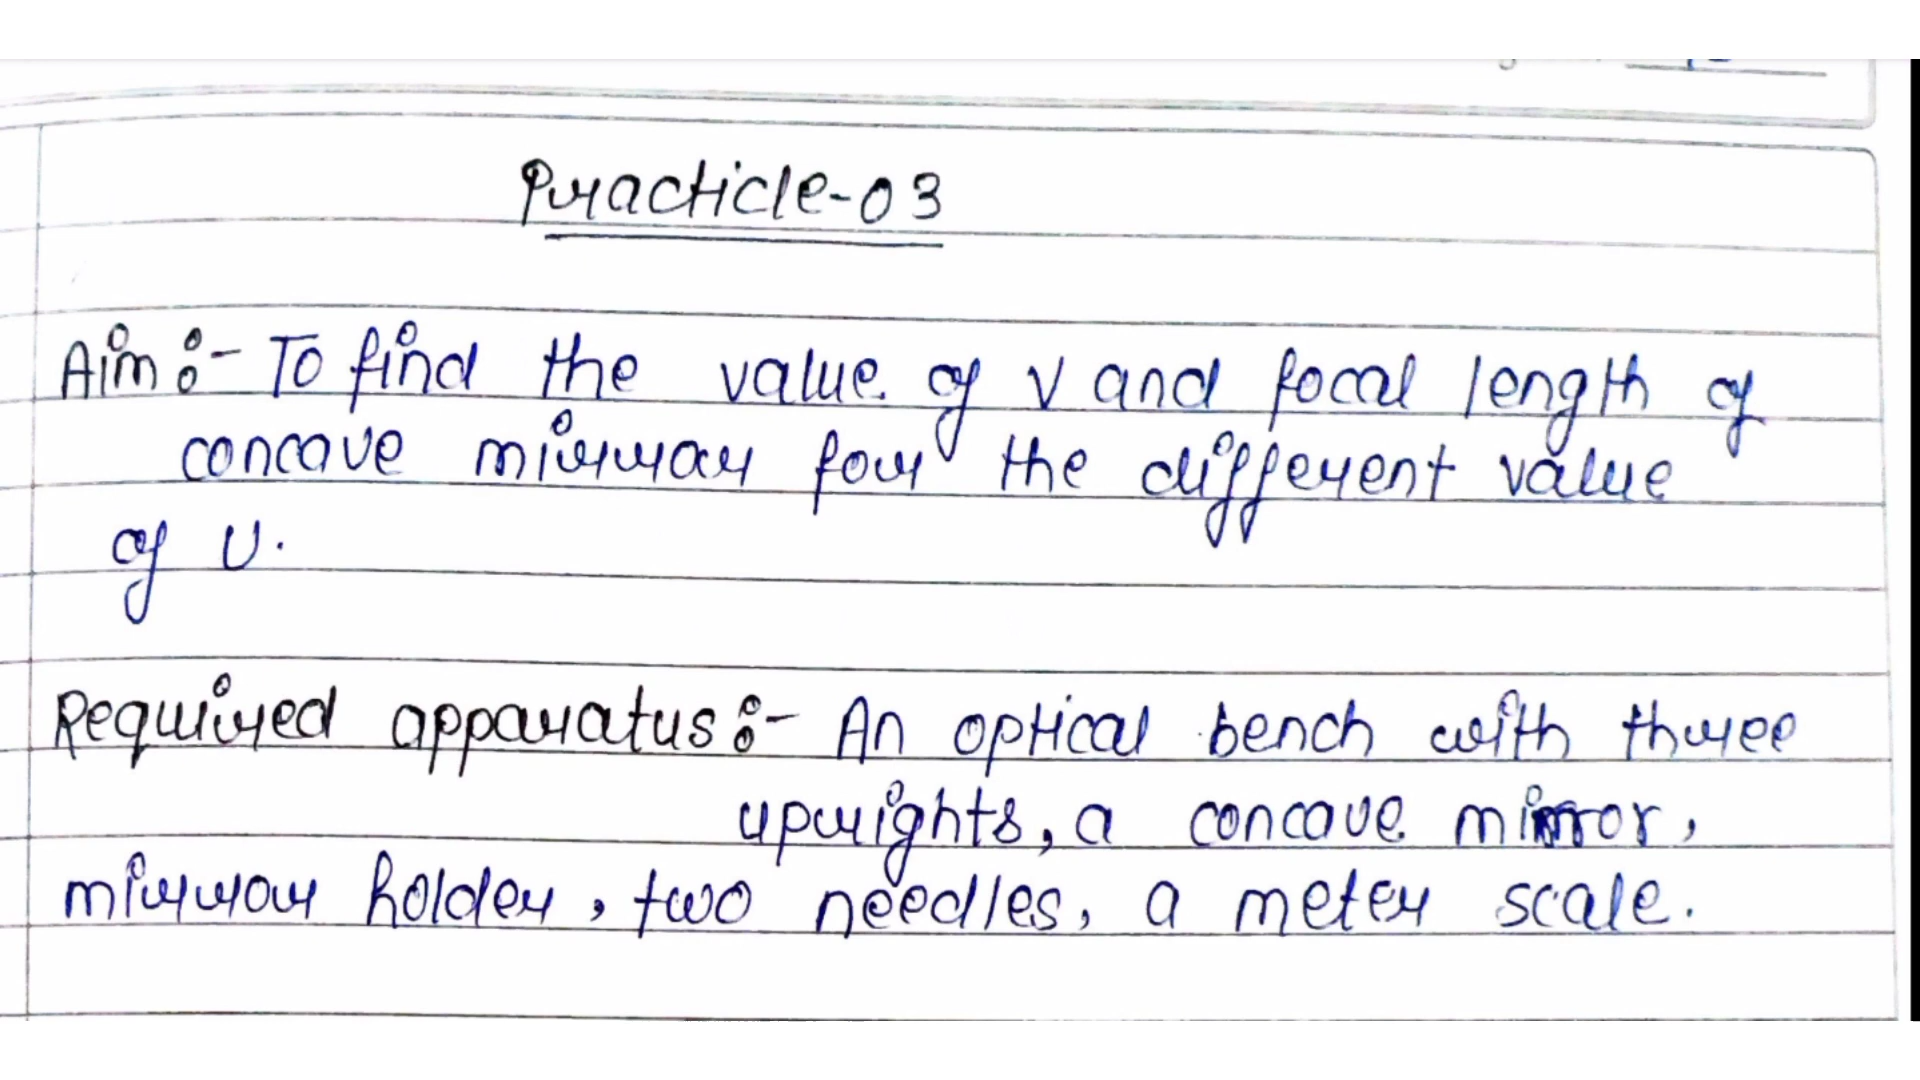 Practicle-03
Aim :- To find the value of v and focal length of
concave mirrar for the different value
of u.
Required apparatus :- An optical bench with three
uprights, a concave mirror,
mirror holder, two needles, a meter scale.